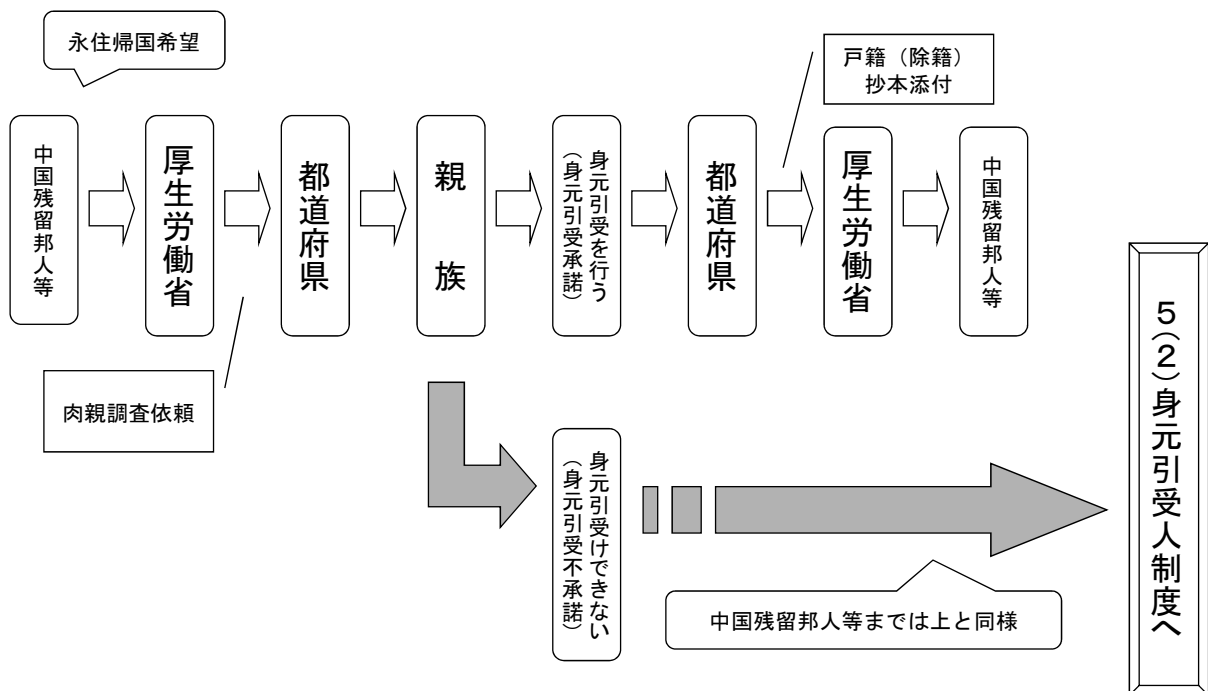 永住帰国希望
戸籍（除籍）
抄本添付
中国残留邦人等
厚生労働省
都道府県
親族
身元引受を行う
（身元引受承諾）
都道府県
厚生労働省
中国残留邦人等
肉親調査依頼
身元引受けできない
（身元引受不承諾）
中国残留邦人等までは上と同様
５(２)身元引受人制度へ